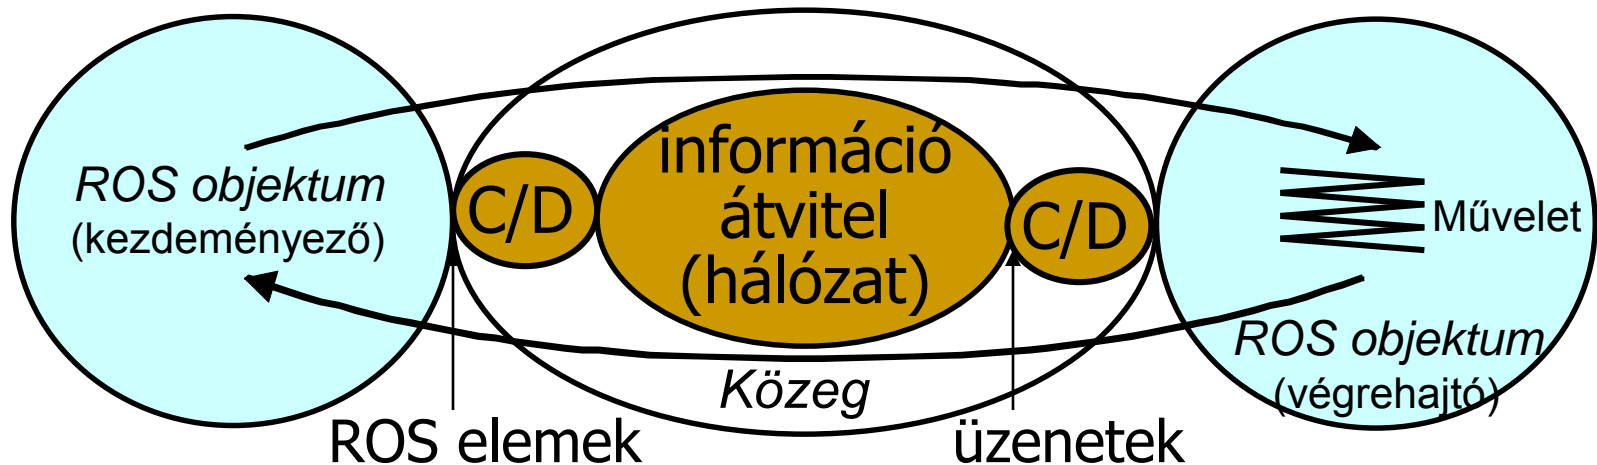 ROS objektum
(kezdeményező)
C/D
információ
átvitel
(hálózat)
C/D
Művelet
ROS objektum
(végrehajtó)
Közeg
ROS elemek
üzenetek